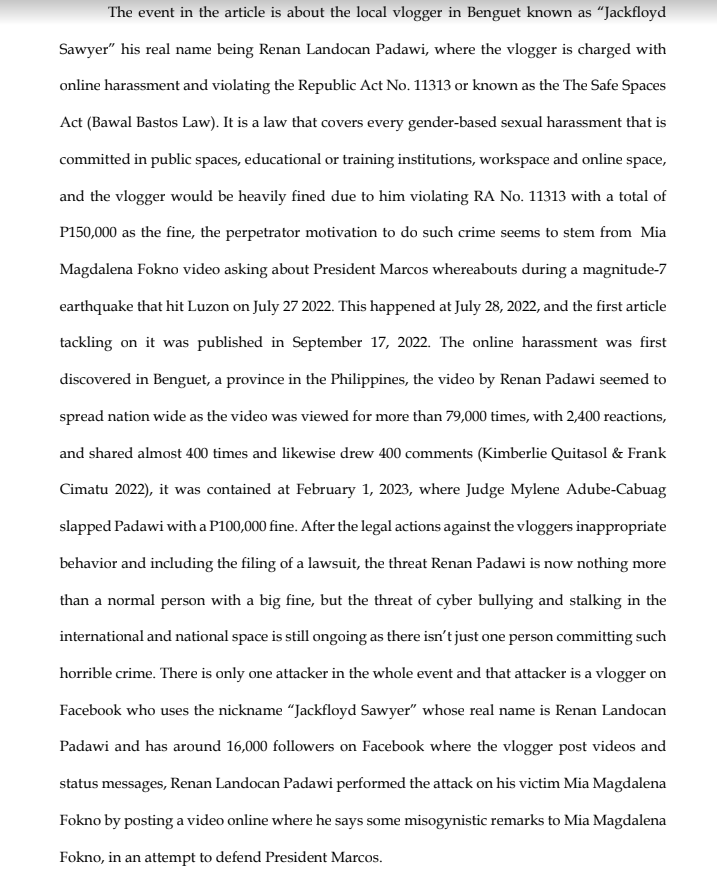 The event in the article is about the local vlogger in Benguet known as “Jackfloyd
Sawyer” his real name being Renan Landocan Padawi, where the vlogger is charged with
online harassment and violating the Republic Act No. 11313 or known as the The Safe Spaces
Act (Bawal Bastos Law). It is a law that covers every gender-based sexual harassment that is
committed in public spaces, educational or training institutions, workspace and online space,
and the vlogger would be heavily fined due to him violating RA No. 11313 with a total of
P150,000 as the fine, the perpetrator motivation to do such crime seems to stem from Mia
Magdalena Fokno video asking about President Marcos whereabouts during a magnitude-7
earthquake that hit Luzon on July 27 2022. This happened at July 28, 2022, and the first article
tackling on it was published in September 17, 2022. The online harassment was first
discovered in Benguet, a province in the Philippines, the video by Renan Padawi seemed to
spread nation wide as the video was viewed for more than 79,000 times, with 2,400 reactions,
and shared almost 400 times and likewise drew 400 comments (Kimberlie Quitasol & Frank
Cimatu 2022), it was contained at February 1, 2023, where Judge Mylene Adube-Cabuag
slapped Padawi with a P100,000 fine. After the legal actions against the vloggers inappropriate
behavior and including the filing of a lawsuit, the threat Renan Padawi is now nothing more
than a normal person with a big fine, but the threat of cyber bullying and stalking in the
international and national space is still ongoing as there isn’t just one person committing such
horrible crime. There is only one attacker in the whole event and that attacker is a vlogger on
Facebook who uses the nickname “Jackfloyd Sawyer” whose real name is Renan Landocan
Padawi and has around 16,000 followers on Facebook where the vlogger post videos and
status messages, Renan Landocan Padawi performed the attack on his victim Mia Magdalena
Fokno by posting a video online where he says some misogynistic remarks to Mia Magdalena
Fokno, in an attempt to defend President Marcos.